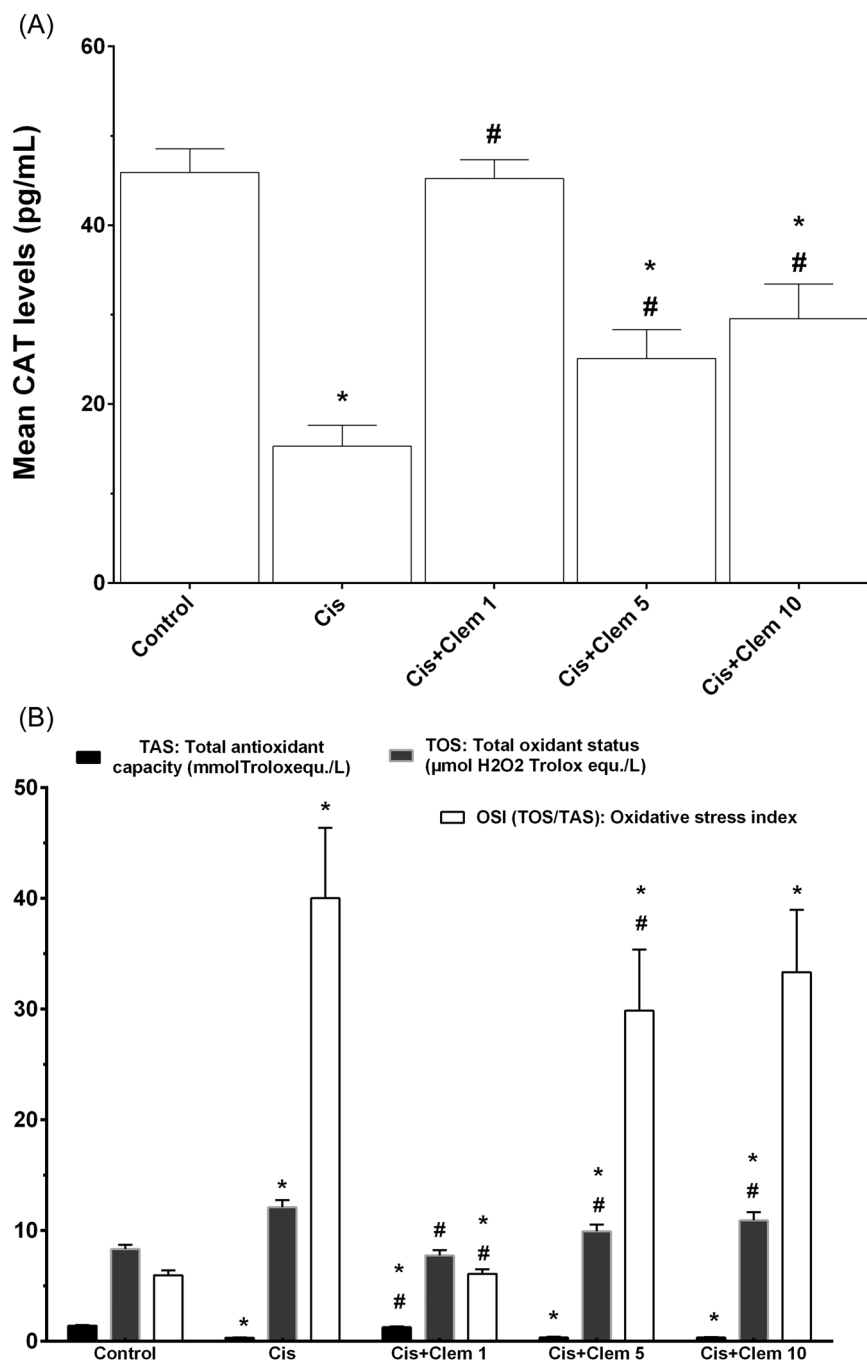 (A)
60
40
20
0
Mean CAT levels (pg/mL)
*
#
*
#
*
#
Control
Cis
Cis+Clem 1
Cis+Clem 5
Cis+Clem 10
(B)
TAS: Total antioxidant
capacity (mmolTroloxequ./L)
TOS: Total oxidant status
(µmol H2O2 Trolox equ./L)
OSI (TOS/TAS): Oxidative stress index
50
40
30
20
10
0
*
*
*
*
#
#
*
#
*
*
#
*
#
*
*
#
*
Control
Cis
Cis+Clem 1
Cis+Clem 5
Cis+Clem 10